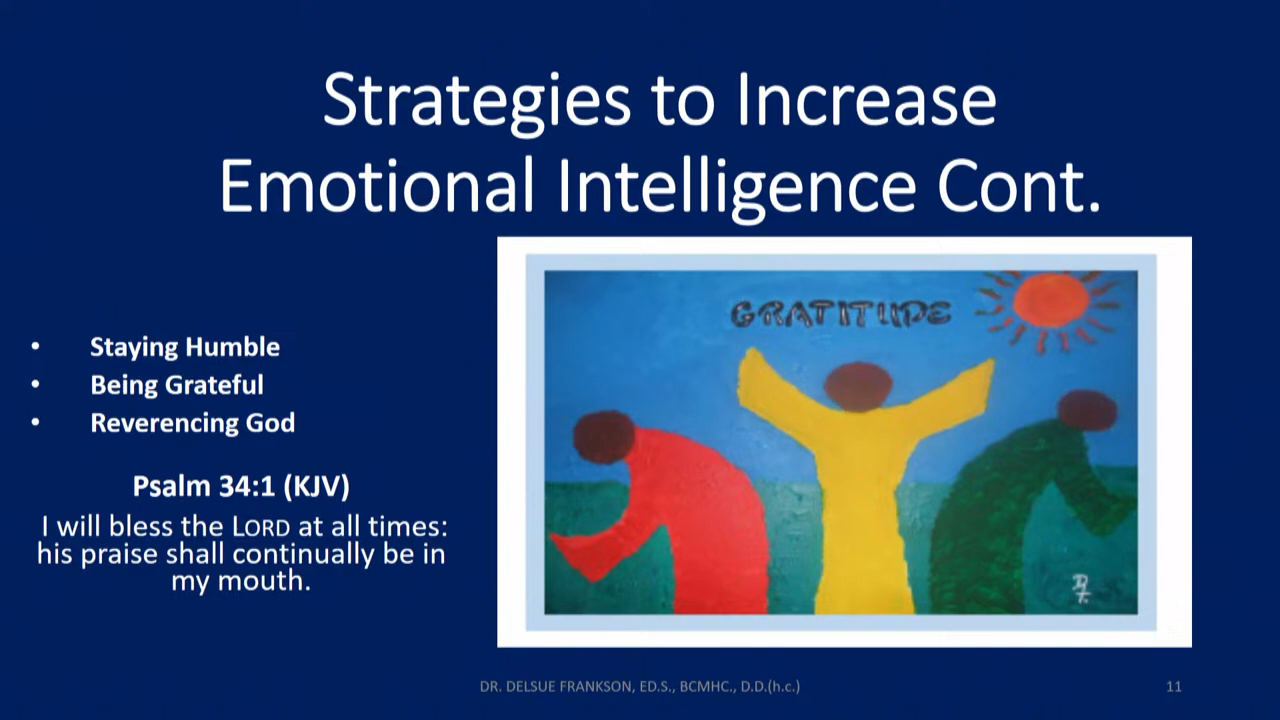 Strategies to Increase
Emotional Intelligence Cont.
GRATITUDE
• Staying Humble
• Being Grateful
• Reverencing God
Psalm 34:1 (KJV)
I will bless the LORD at all times:
his praise shall continually be in
my mouth.
DR. DELSUE FRANKSON, ED.S., BCMHC., D.D.(h.c.)
11